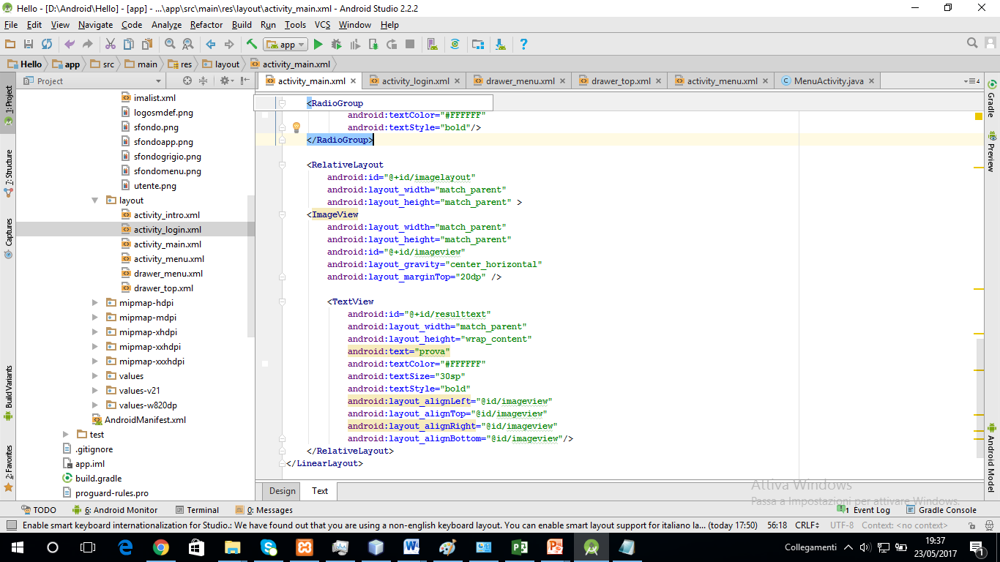 Hello - [D:\Android\Hello] - [app] - ...\app\src\main\res\layout\activity_main.xml - Android Studio 2.2.2
File Edit View Navigate Code Analyze Refactor Build Run Tools VCS Window Help
app
Hello app src main res layout activity_main.xml
Project
activity_main.xml activity_login.xml drawer_menu.xml drawer_top.xml activity_menu.xml MenuActivity.java
4
1: Project
7: Structure
Captures
Build Variants
2: Favorites
imalist.xml
logosmdef.png
sfondo.png
sfondoapp.png
sfondogrigio.png
sfondomenu.png
utente.png
layout
activity_intro.xml
activity_login.xml
activity_main.xml
activity_menu.xml
drawer_menu.xml
drawer_top.xml
mipmap-hdpi
mipmap-mdpi
mipmap-xhdpi
mipmap-xxhdpi
mipmap-xxxhdpi
values
values-v21
values-w820dp
AndroidManifest.xml
test
.gitignore
app.iml
build.gradle
proguard-rules.pro
<RadioGroup
android:textColor="#FFFFFF"
android:textStyle="bold"/>
</RadioGroup>
<RelativeLayout
android:id="@+id/imagelayout"
android:layout_width="match_parent"
android:layout_height="match_parent" >
<ImageView
android:layout_width="match_parent"
android:layout_height="match_parent"
android:id="@+id/imageview"
android:layout_gravity="center_horizontal"
android:layout_marginTop="20dp" />
<TextView
android:id="@+id/resulttext"
android:layout_width="match_parent"
android:layout_height="wrap_content"
android:text="prova"
android:textColor="#FFFFFF"
android:textSize="30sp"
android:textStyle="bold"
android:layout_alignLeft="@id/imageview"
android:layout_alignTop="@id/imageview"
android:layout_alignRight="@id/imageview"
android:layout_alignBottom="@id/imageview"/>
</RelativeLayout>
</LinearLayout>
Gradle
Preview
Android Model
Design Text
Attiva Windows
Passa a Impostazioni per attivare Windows.
TODO 6: Android Monitor Terminal 0: Messages 1 Event Log Gradle Console
Enable smart keyboard internationalization for Studio.: We have found out that you are using a non-english keyboard layout. You can enable smart layout support for italiano la... (today 17:50) 56:18 CRLF UTF-8 Context: <no context>
Collegamenti 19:37
23/05/2017
1